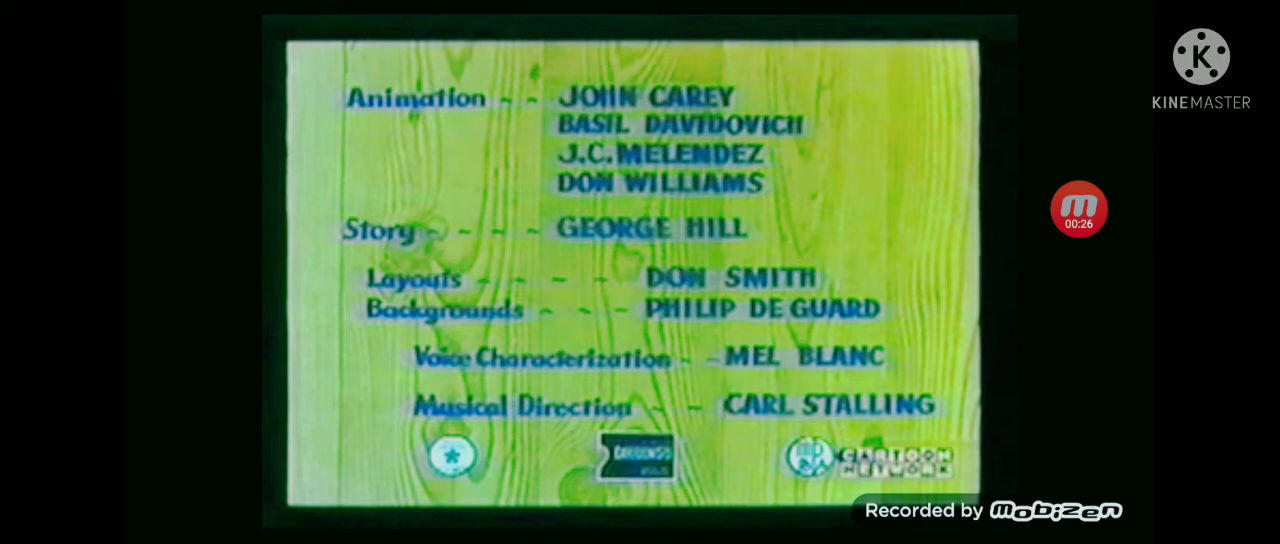 Animation ~ ~ JOHN CAREY
BASIL DAVIDOVICH
J.C. MELENDEZ
DON WILLIAMS
Story ~ ~ ~ ~ GEORGE HILL
Layouts ~ ~ ~ ~ DON SMITH
Backgrounds ~ ~ ~ PHILIP DE GUARD
Voice Characterization ~ ~ MEL BLANC
Musical Direction ~ ~ CARL STALLING
CARTOON
NETWORK
KINEMASTER
00:26
Recorded by mobizen